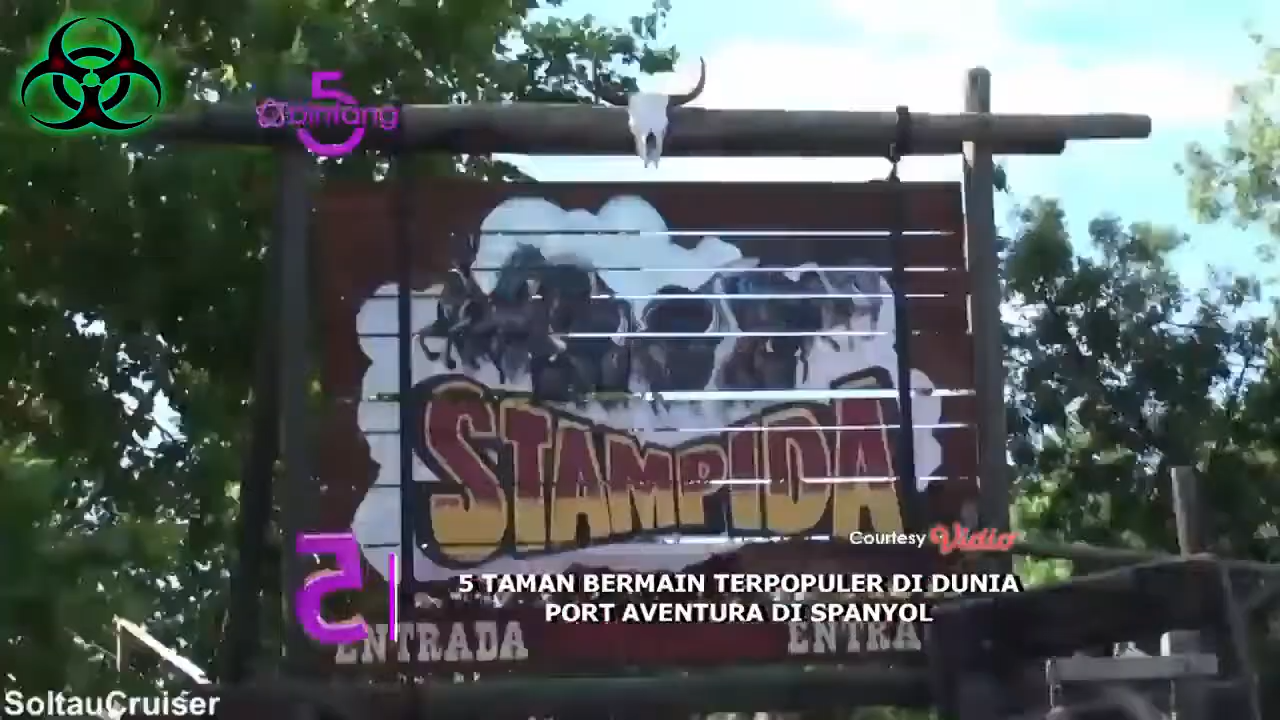 5
bintang
STAMPIDA
Courtesy Vidio
5
5 TAMAN BERMAIN TERPOPULER DI DUNIA
PORT AVENTURA DI SPANYOL
ENTRADA
ENTRA
SoltauCruiser